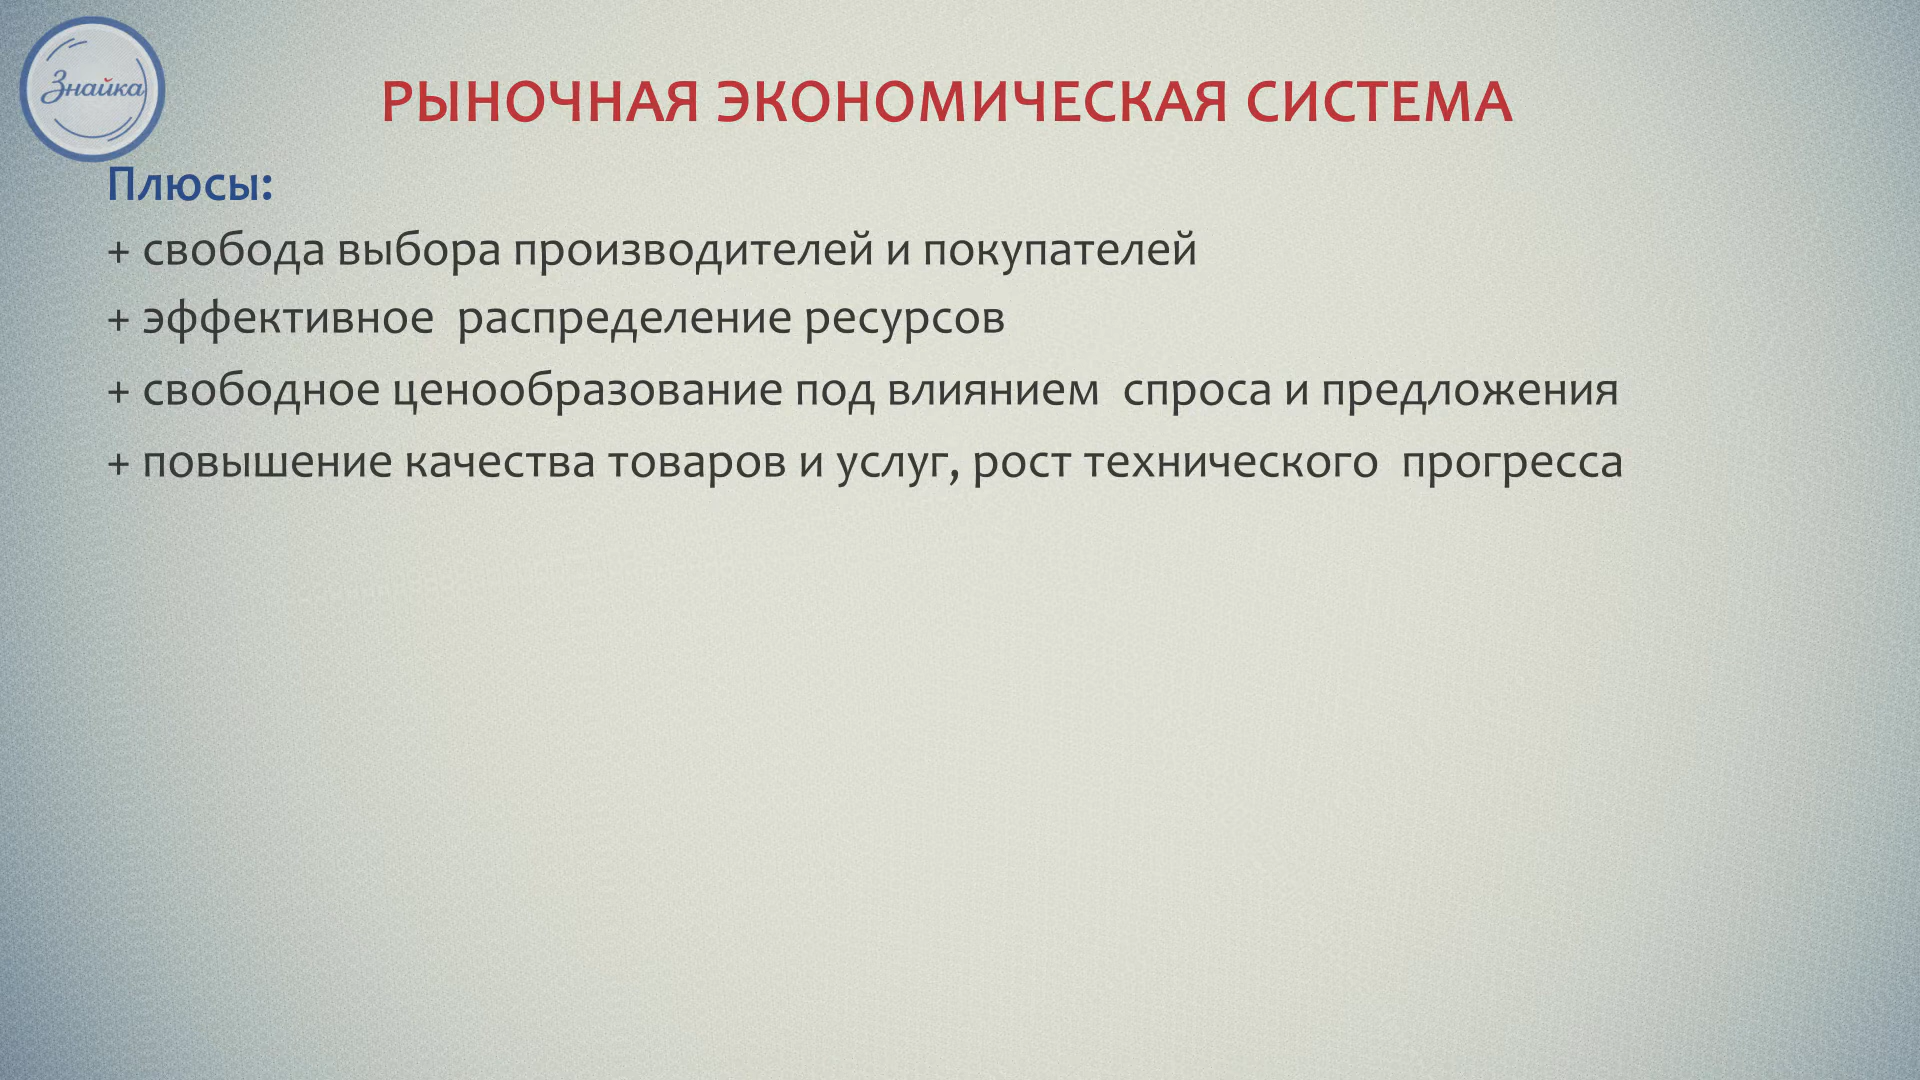 Знайка
РЫНОЧНАЯ ЭКОНОМИЧЕСКАЯ СИСТЕМА
Плюсы:
+ свобода выбора производителей и покупателей
+ эффективное распределение ресурсов
+ свободное ценообразование под влиянием спроса и предложения
+ повышение качества товаров и услуг, рост технического прогресса